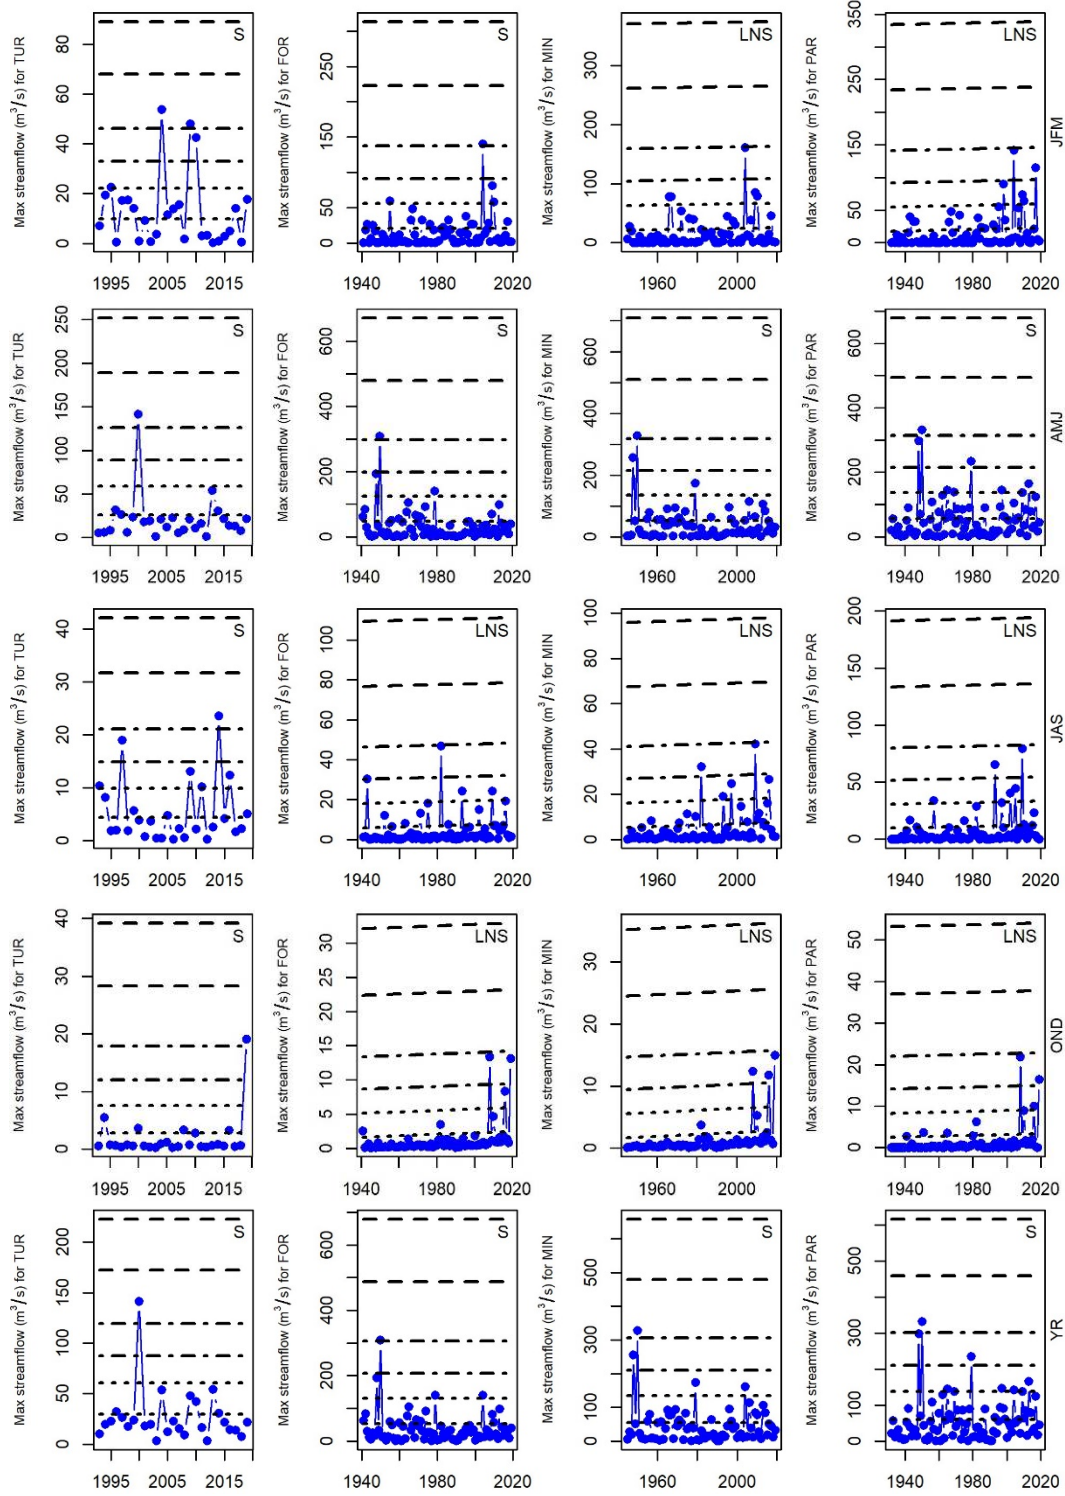 Max streamflow (m³/s) for TUR
0 20 40 60 80
S
1995 2005 2015
Max streamflow (m³/s) for FOR
0 50 150 250
S
1940 1980 2020
Max streamflow (m³/s) for MIN
0 100 200 300
LNS
1960 2000
Max streamflow (m³/s) for PAR
0 50 150 250 350
LNS
1940 1980 2020
JFM
Max streamflow (m³/s) for TUR
0 50 100 150 200 250
S
1995 2005 2015
Max streamflow (m³/s) for FOR
0 200 400 600
S
1940 1980 2020
Max streamflow (m³/s) for MIN
0 200 400 600
S
1960 2000
Max streamflow (m³/s) for PAR
0 200 400 600
S
1940 1980 2020
AMJ
Max streamflow (m³/s) for TUR
0 10 20 30 40
S
1995 2005 2015
Max streamflow (m³/s) for FOR
0 20 40 60 80 100
LNS
1940 1980 2020
Max streamflow (m³/s) for MIN
0 20 40 60 80 100
LNS
1960 2000
Max streamflow (m³/s) for PAR
0 50 100 150 200
LNS
1940 1980 2020
JAS
Max streamflow (m³/s) for TUR
0 10 20 30 40
S
1995 2005 2015
Max streamflow (m³/s) for FOR
0 5 10 15 20 25 30
LNS
1940 1980 2020
Max streamflow (m³/s) for MIN
0 10 20 30
LNS
1960 2000
Max streamflow (m³/s) for PAR
0 10 20 30 40 50
LNS
1940 1980 2020
OND
Max streamflow (m³/s) for TUR
0 50 100 150 200
S
1995 2005 2015
Max streamflow (m³/s) for FOR
0 200 400 600
S
1940 1980 2020
Max streamflow (m³/s) for MIN
0 100 300 500
S
1960 2000
Max streamflow (m³/s) for PAR
0 100 300 500
S
1940 1980 2020
YR